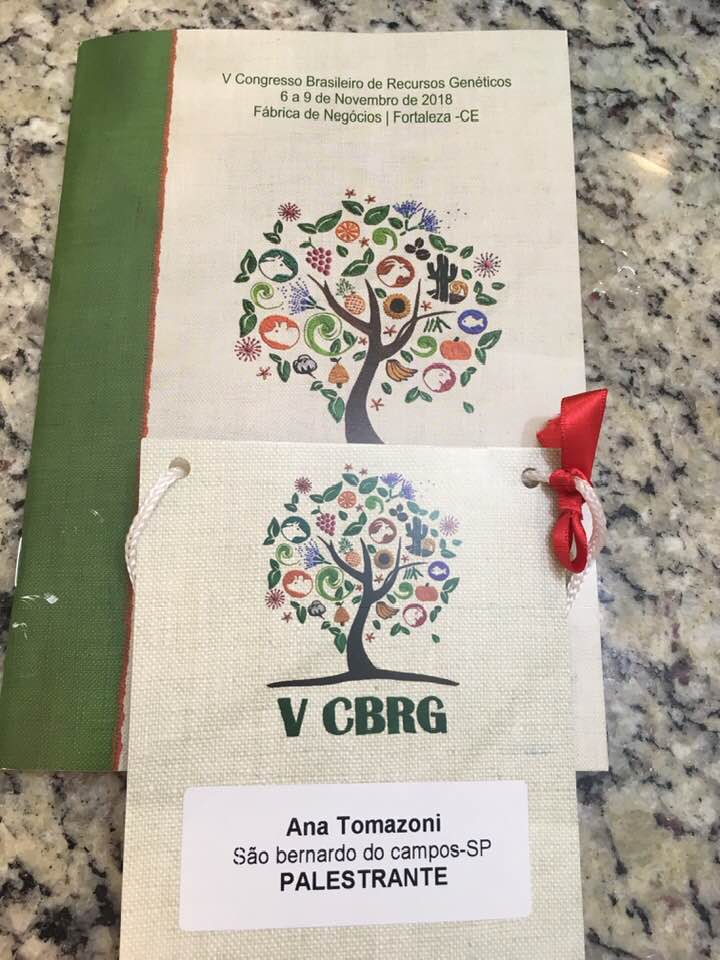 V Congresso Brasileiro de Recursos Genéticos
6 a 9 de Novembro de 2018
Fábrica de Negócios | Fortaleza -CE
V CBRG
Ana Tomazoni
São bernardo do campos-SP
PALESTRANTE